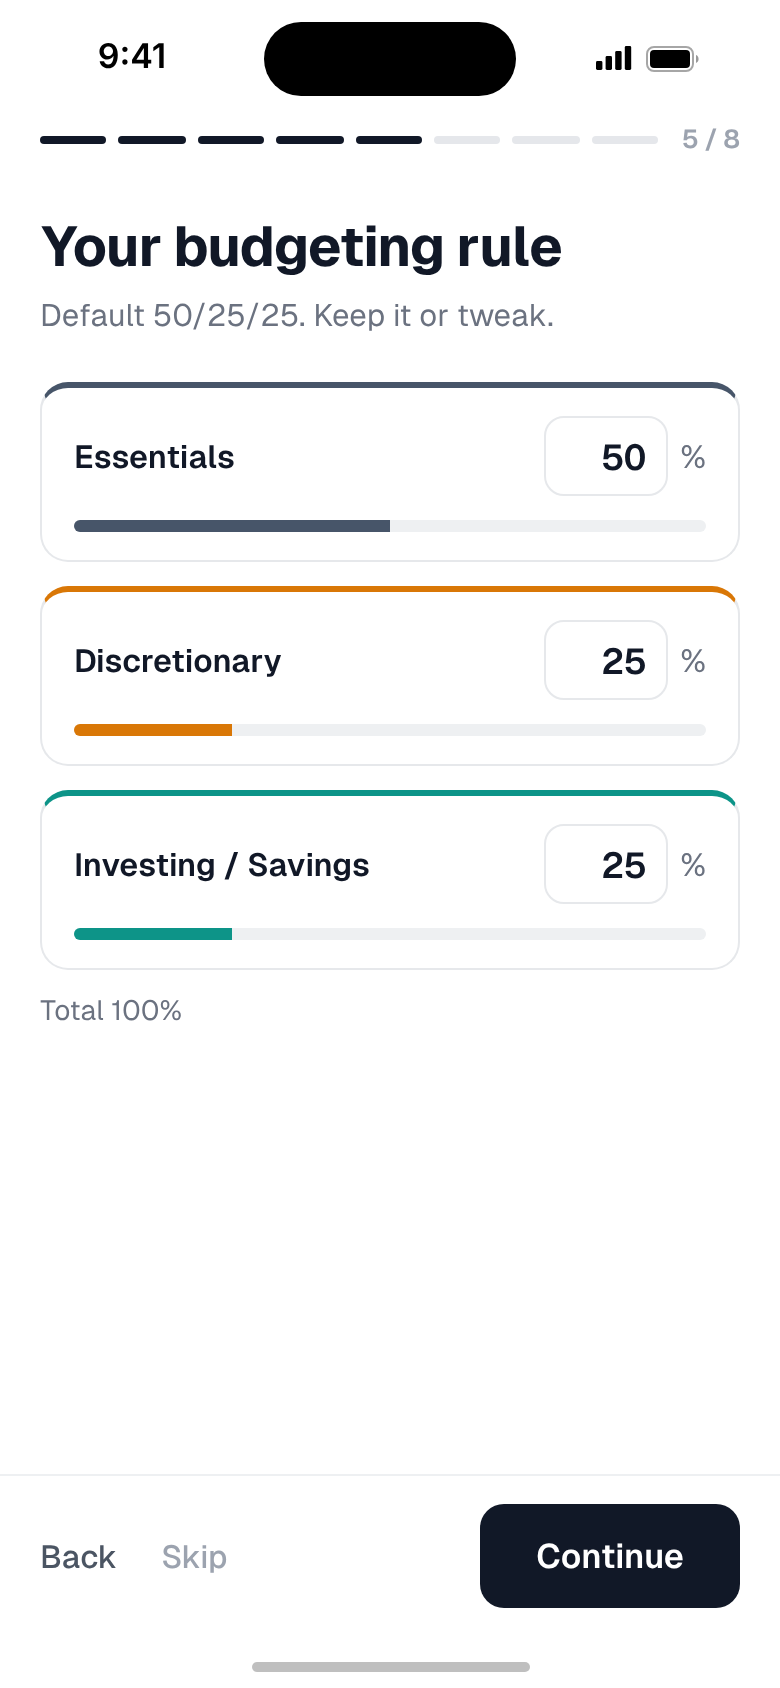 9:41
5 / 8
Your budgeting rule
Default 50/25/25. Keep it or tweak.
Essentials 50 %
Discretionary 25 %
Investing / Savings 25 %
Total 100%
Back Skip Continue